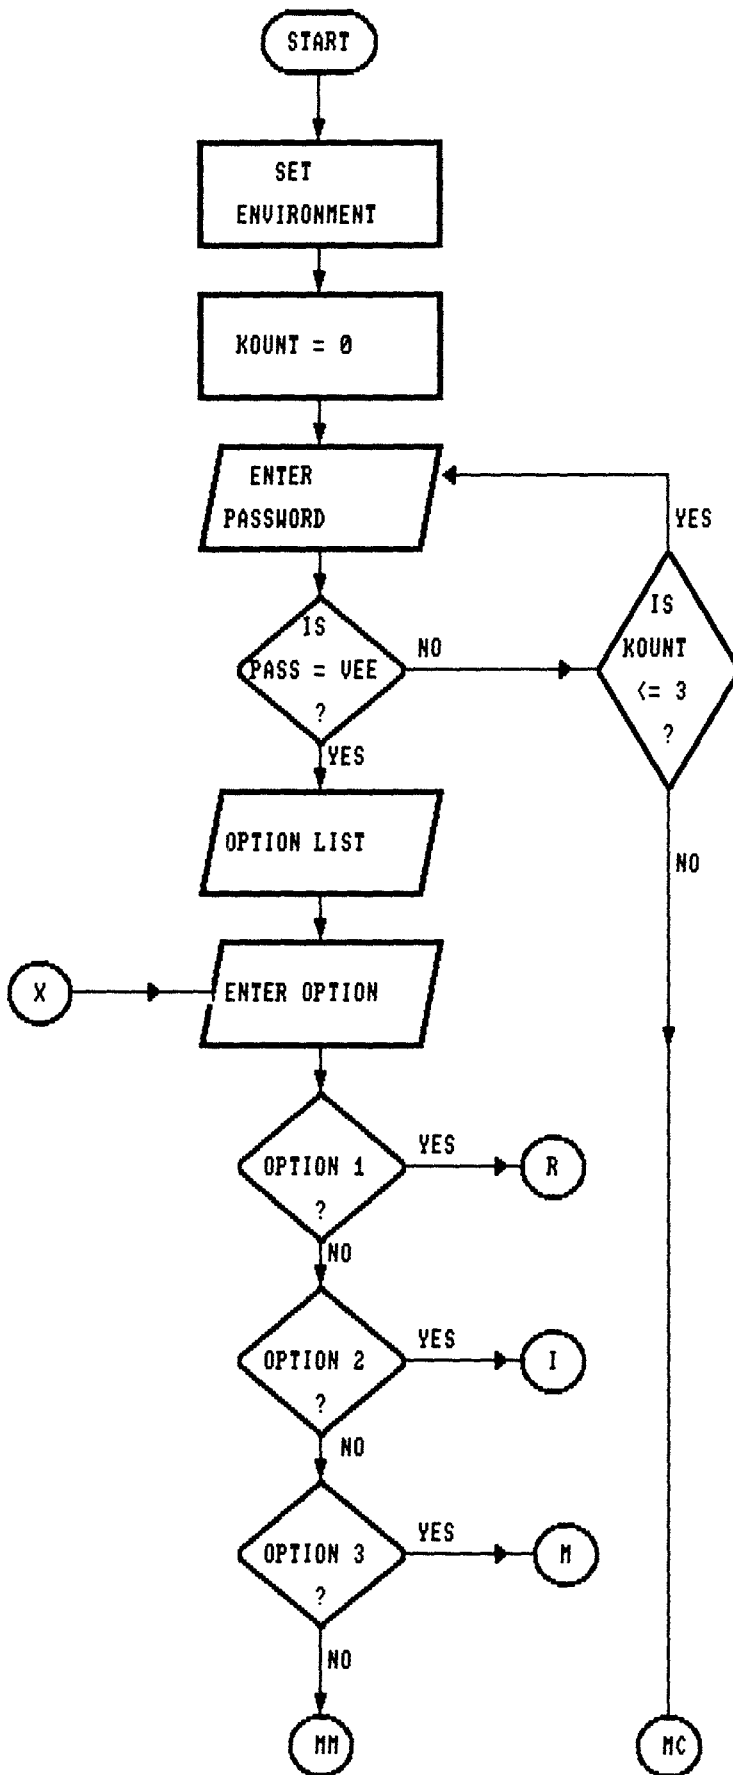 START
SET
ENVIRONMENT
KOUNT = 0
ENTER
PASSWORD
YES
IS
PASS = VEE
?
NO
IS
KOUNT
<= 3
?
YES
OPTION LIST
NO
X
ENTER OPTION
OPTION 1
?
YES
R
NO
OPTION 2
?
YES
I
NO
OPTION 3
?
YES
M
NO
MM
MC